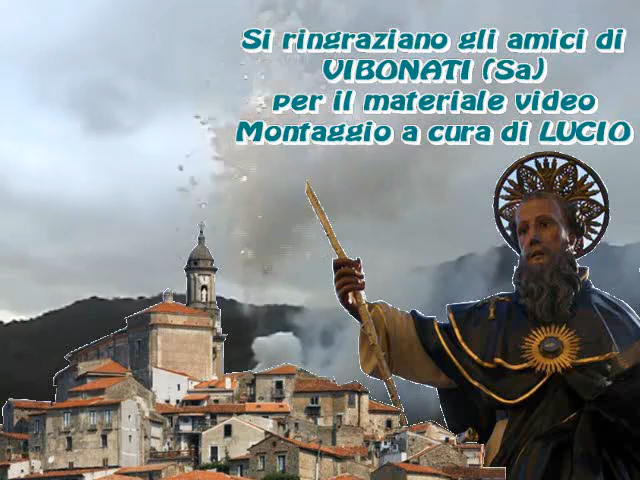 Si ringraziano gli amici di
VIBONATI (Sa)
per il materiale video
Montaggio a cura di LUCIO